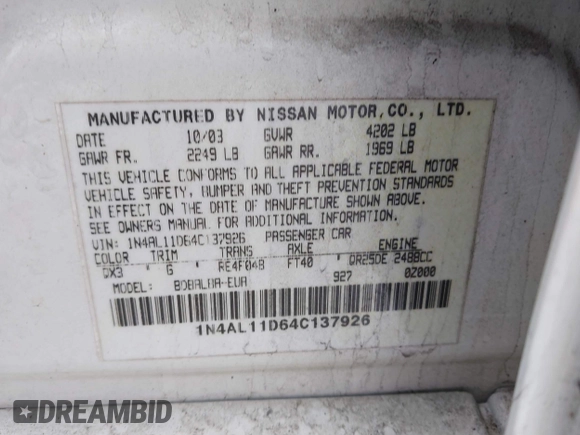 MANUFACTURED BY NISSAN MOTOR, CO., LTD.
DATE 10/03 GVWR 4202 LB
GAWR FR. 2249 LB GAWR RR. 1969 LB
THIS VEHICLE CONFORMS TO ALL APPLICABLE FEDERAL MOTOR
VEHICLE SAFETY, BUMPER AND THEFT PREVENTION STANDARDS
IN EFFECT ON THE DATE OF MANUFACTURE SHOWN ABOVE.
SEE OWNERS MANUAL FOR ADDITIONAL INFORMATION.
VIN: 1N4AL11D64C137926 PASSENGER CAR
COLOR TRIM TRANS AXLE ENGINE
QX3 G RE4F04B FT40 QR25DE 2488CC
MODEL: BDBALAA-EUA 927 0Z000
1N4AL11D64C137926
DREAMBID